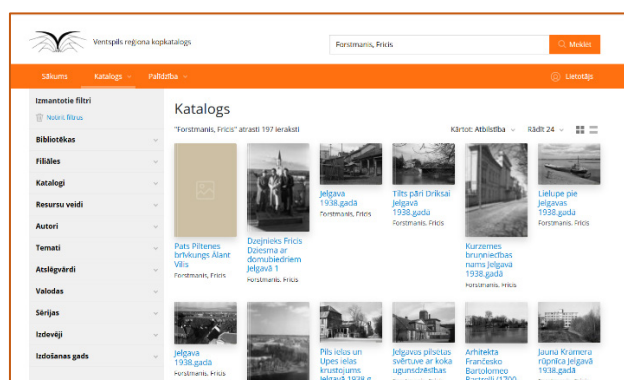 Ventspils reģiona kopkatalogs
Forstmanis, Fricis
Meklēt
Sākums
Katalogs
Palīdzība
Lietotājs
Izmantotie filtri
Notīrīt filtrus
Bibliotēkas
Filiāles
Katalogi
Resursu veidi
Autori
Temati
Atslēgvārdi
Valodas
Sērijas
Izdevēji
Izdošanas gads
Katalogs
"Forstmanis, Fricis" atrasti 197 ieraksti
Kārtot: Atbilstība
Rādīt 24
Pats Piltenes
brīvkungs Alant
Vilis
Forstmanis, Fricis
Dzejnieks Fricis
Dziesma ar
domubiedriem
Jelgavā 1
Forstmanis, Fricis
Jelgava
1938.gadā
Forstmanis, Fricis
Tilts pāri Driksai
Jelgavā
1938.gadā
Forstmanis, Fricis
Kurzemes
bruņniecības
nams Jelgavā
1938.gadā
Forstmanis, Fricis
Lielupe pie
Jelgavas
1938.gadā
Forstmanis, Fricis
Jelgava
1938.gadā
Forstmanis, Fricis
Pils ielas un
Upes ielas
krustojums
Jelgavā 1938.g
Jelgavas pilsētas
svērtuve ar koka
ugunsdzēsības
Arhitekta
Frančesko
Bartolomeo
Rastrelli (1700
Jaunā Krāmera
rūpnīca Jelgavā
1938.gadā